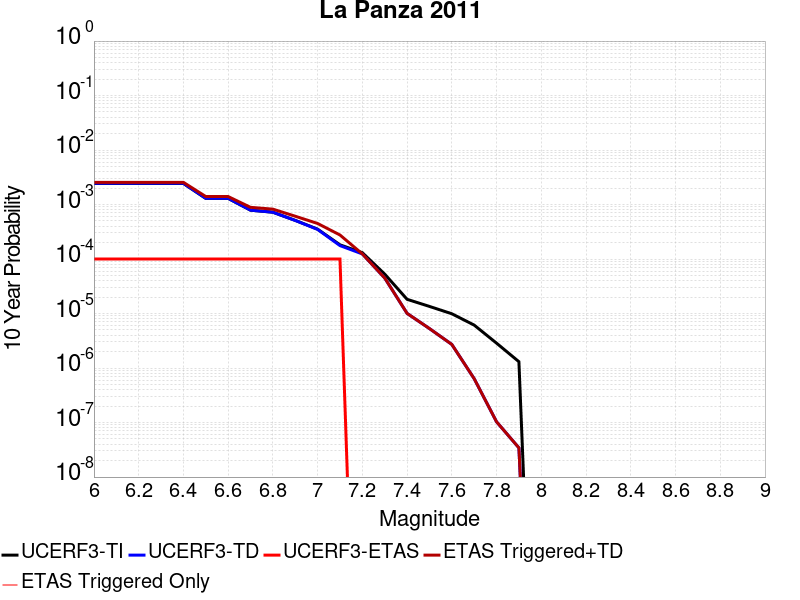 La Panza 2011
10 0
10 -1
10 -2
10 -3
10 -4
10 -5
10 -6
10 -7
10 -8
10 Year Probability
6 6.2 6.4 6.6 6.8 7 7.2 7.4 7.6 7.8 8 8.2 8.4 8.6 8.8 9
Magnitude
UCERF3-TI UCERF3-TD UCERF3-ETAS ETAS Triggered+TD
ETAS Triggered Only